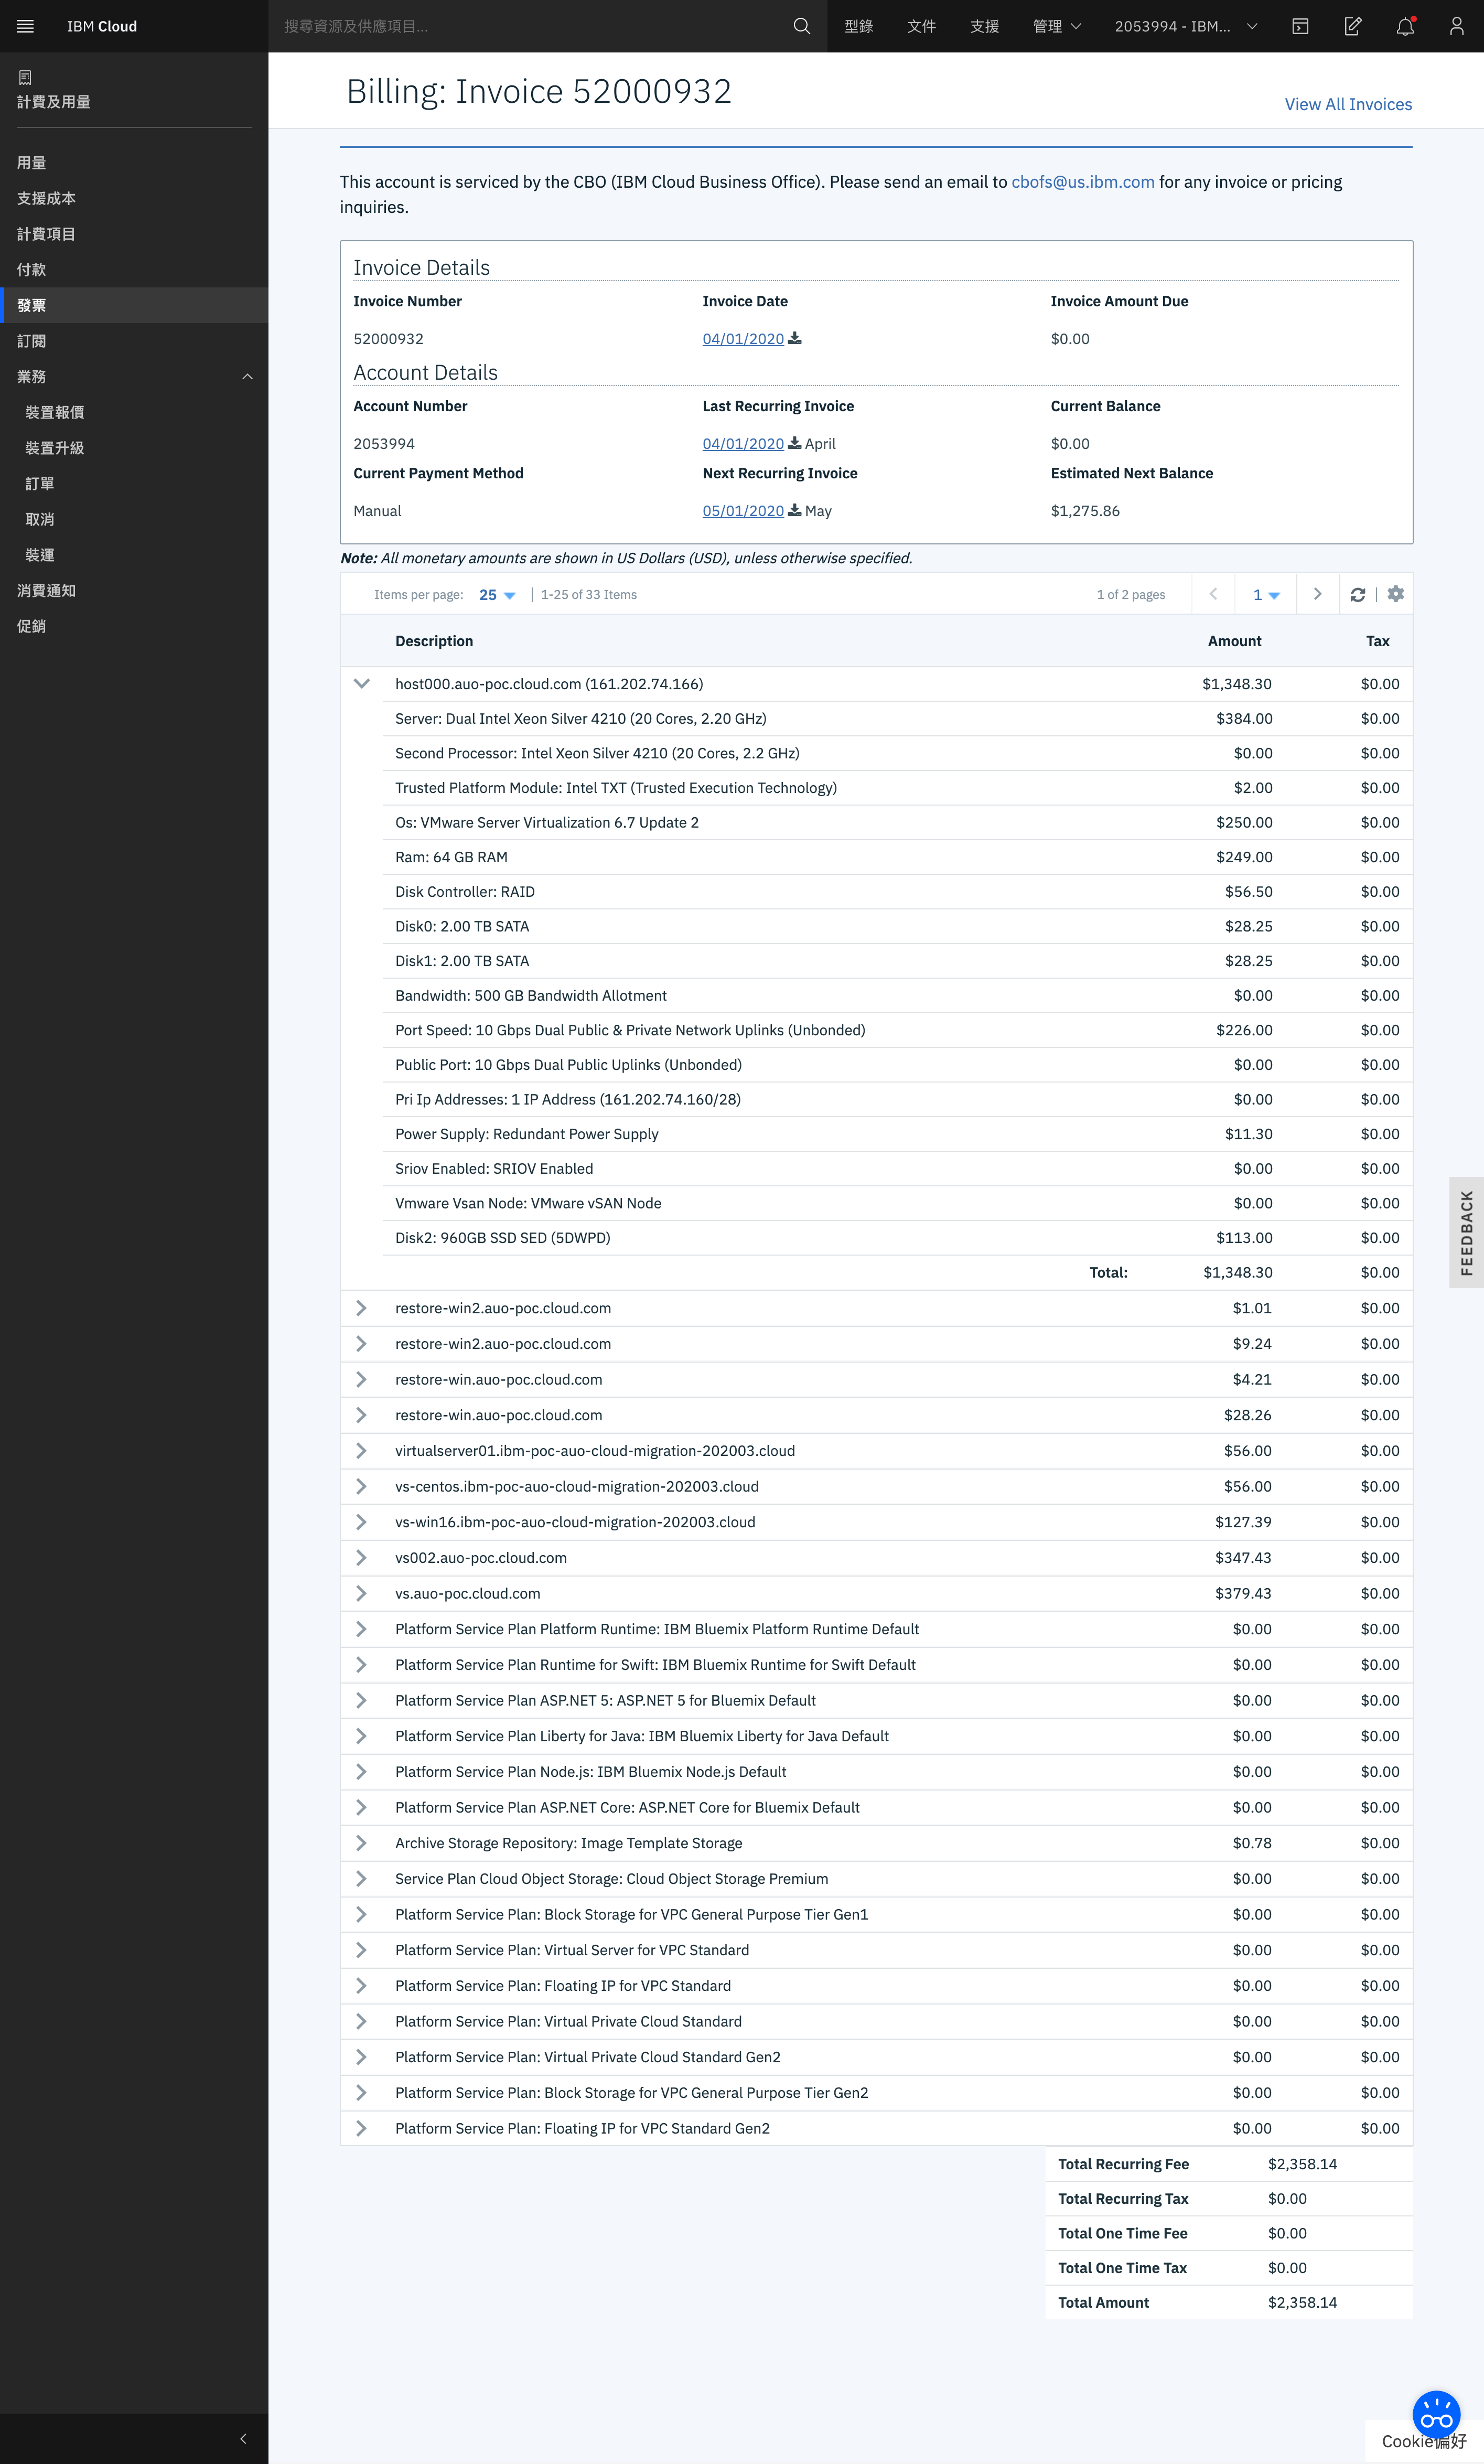 IBM Cloud
搜尋資源及供應項目...
型錄 文件 支援 管理 2053994 - IBM...
計費及用量
用量
支援成本
計費項目
付款
發票
訂閱
業務
裝置報價
裝置升級
訂單
取消
裝運
消費通知
促銷
Billing: Invoice 52000932
View All Invoices
This account is serviced by the CBO (IBM Cloud Business Office). Please send an email to cbofs@us.ibm.com for any invoice or pricing
inquiries.
Invoice Details
Invoice Number Invoice Date Invoice Amount Due
52000932 04/01/2020 $0.00
Account Details
Account Number Last Recurring Invoice Current Balance
2053994 04/01/2020 April $0.00
Current Payment Method Next Recurring Invoice Estimated Next Balance
Manual 05/01/2020 May $1,275.86
Note: All monetary amounts are shown in US Dollars (USD), unless otherwise specified.
Items per page: 25 | 1-25 of 33 Items 1 of 2 pages 1
Description Amount Tax
host000.auo-poc.cloud.com (161.202.74.166) $1,348.30 $0.00
Server: Dual Intel Xeon Silver 4210 (20 Cores, 2.20 GHz) $384.00 $0.00
Second Processor: Intel Xeon Silver 4210 (20 Cores, 2.2 GHz) $0.00 $0.00
Trusted Platform Module: Intel TXT (Trusted Execution Technology) $2.00 $0.00
Os: VMware Server Virtualization 6.7 Update 2 $250.00 $0.00
Ram: 64 GB RAM $249.00 $0.00
Disk Controller: RAID $56.50 $0.00
Disk0: 2.00 TB SATA $28.25 $0.00
Disk1: 2.00 TB SATA $28.25 $0.00
Bandwidth: 500 GB Bandwidth Allotment $0.00 $0.00
Port Speed: 10 Gbps Dual Public & Private Network Uplinks (Unbonded) $226.00 $0.00
Public Port: 10 Gbps Dual Public Uplinks (Unbonded) $0.00 $0.00
Pri Ip Addresses: 1 IP Address (161.202.74.160/28) $0.00 $0.00
Power Supply: Redundant Power Supply $11.30 $0.00
Sriov Enabled: SRIOV Enabled $0.00 $0.00
Vmware Vsan Node: VMware vSAN Node $0.00 $0.00
Disk2: 960GB SSD SED (5DWPD) $113.00 $0.00
Total: $1,348.30 $0.00
restore-win2.auo-poc.cloud.com $1.01 $0.00
restore-win2.auo-poc.cloud.com $9.24 $0.00
restore-win.auo-poc.cloud.com $4.21 $0.00
restore-win.auo-poc.cloud.com $28.26 $0.00
virtualserver01.ibm-poc-auo-cloud-migration-202003.cloud $56.00 $0.00
vs-centos.ibm-poc-auo-cloud-migration-202003.cloud $56.00 $0.00
vs-win16.ibm-poc-auo-cloud-migration-202003.cloud $127.39 $0.00
vs002.auo-poc.cloud.com $347.43 $0.00
vs.auo-poc.cloud.com $379.43 $0.00
Platform Service Plan Platform Runtime: IBM Bluemix Platform Runtime Default $0.00 $0.00
Platform Service Plan Runtime for Swift: IBM Bluemix Runtime for Swift Default $0.00 $0.00
Platform Service Plan ASP.NET 5: ASP.NET 5 for Bluemix Default $0.00 $0.00
Platform Service Plan Liberty for Java: IBM Bluemix Liberty for Java Default $0.00 $0.00
Platform Service Plan Node.js: IBM Bluemix Node.js Default $0.00 $0.00
Platform Service Plan ASP.NET Core: ASP.NET Core for Bluemix Default $0.00 $0.00
Archive Storage Repository: Image Template Storage $0.78 $0.00
Service Plan Cloud Object Storage: Cloud Object Storage Premium $0.00 $0.00
Platform Service Plan: Block Storage for VPC General Purpose Tier Gen1 $0.00 $0.00
Platform Service Plan: Virtual Server for VPC Standard $0.00 $0.00
Platform Service Plan: Floating IP for VPC Standard $0.00 $0.00
Platform Service Plan: Virtual Private Cloud Standard $0.00 $0.00
Platform Service Plan: Virtual Private Cloud Standard Gen2 $0.00 $0.00
Platform Service Plan: Block Storage for VPC General Purpose Tier Gen2 $0.00 $0.00
Platform Service Plan: Floating IP for VPC Standard Gen2 $0.00 $0.00
Total Recurring Fee $2,358.14
Total Recurring Tax $0.00
Total One Time Fee $0.00
Total One Time Tax $0.00
Total Amount $2,358.14
FEEDBACK
Cookie偏好